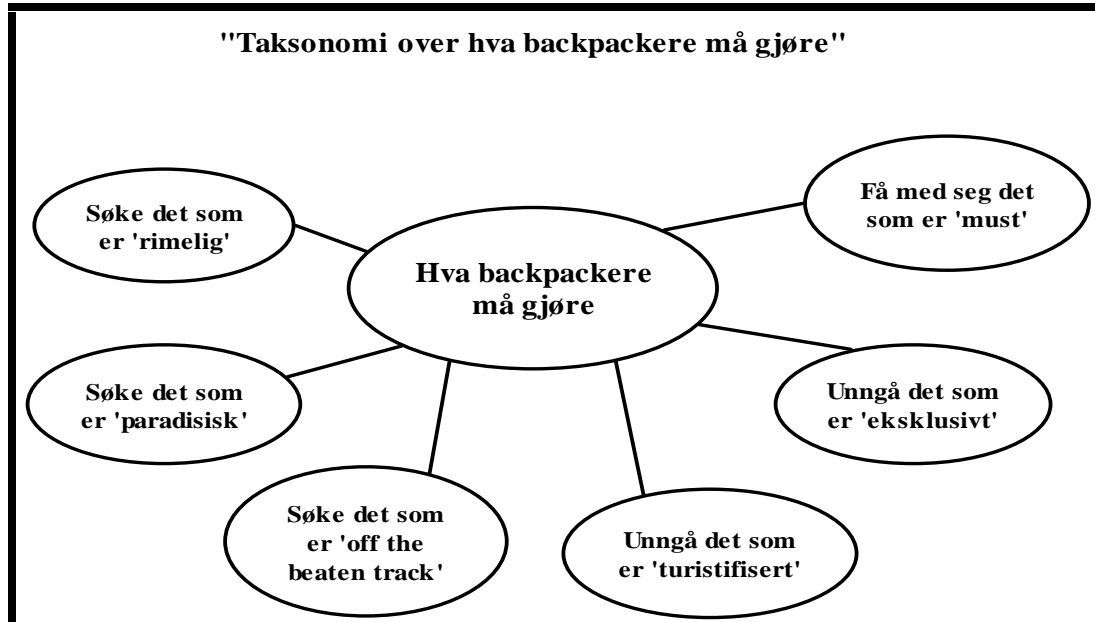 "Taksonomi over hva backpackere må gjøre"
Få med seg det
som er 'must'
Søke det som
er 'rimelig'
Hva backpackere
må gjøre
Søke det som
er 'paradisisk'
Unngå det som
er 'eksklusivt'
Søke det som
er 'off the
beaten track'
Unngå det som
er 'turistifisert'